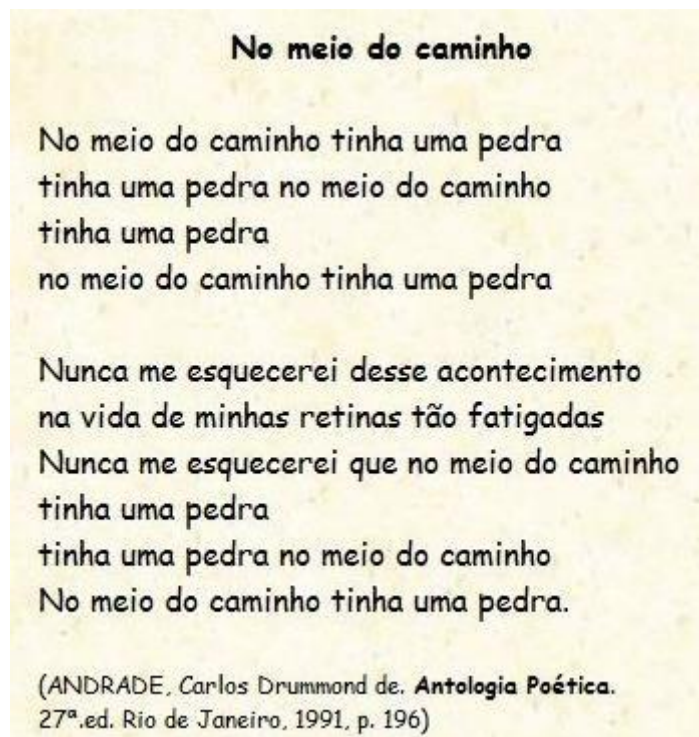 No meio do caminho
No meio do caminho tinha uma pedra
tinha uma pedra no meio do caminho
tinha uma pedra
no meio do caminho tinha uma pedra
Nunca me esquecerei desse acontecimento
na vida de minhas retinas tão fatigadas
Nunca me esquecerei que no meio do caminho
tinha uma pedra
tinha uma pedra no meio do caminho
No meio do caminho tinha uma pedra.
(ANDRADE, Carlos Drummond de. Antologia Poética.
27ª.ed. Rio de Janeiro, 1991, p. 196)